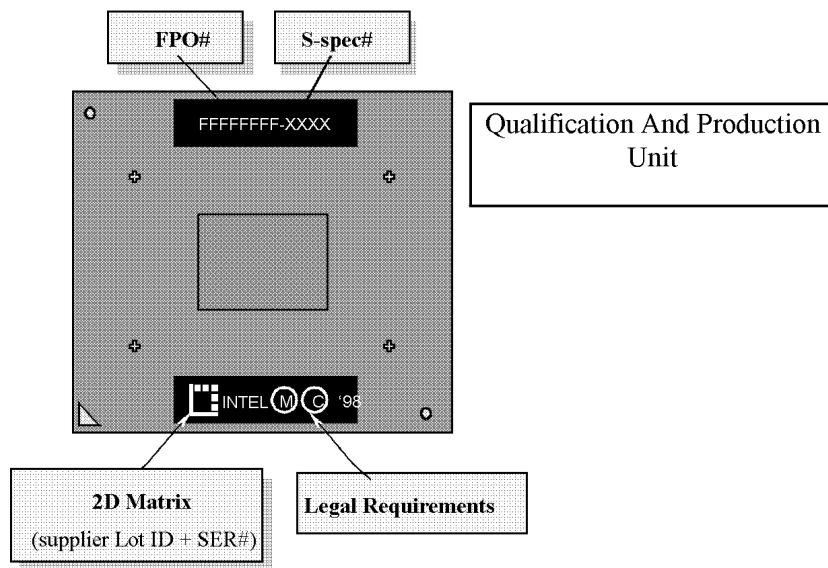 FPO#
S-spec#
FFFFFFFF-XXXX
Qualification And Production
Unit
INTEL M C ‘98
2D Matrix
(supplier Lot ID + SER#)
Legal Requirements